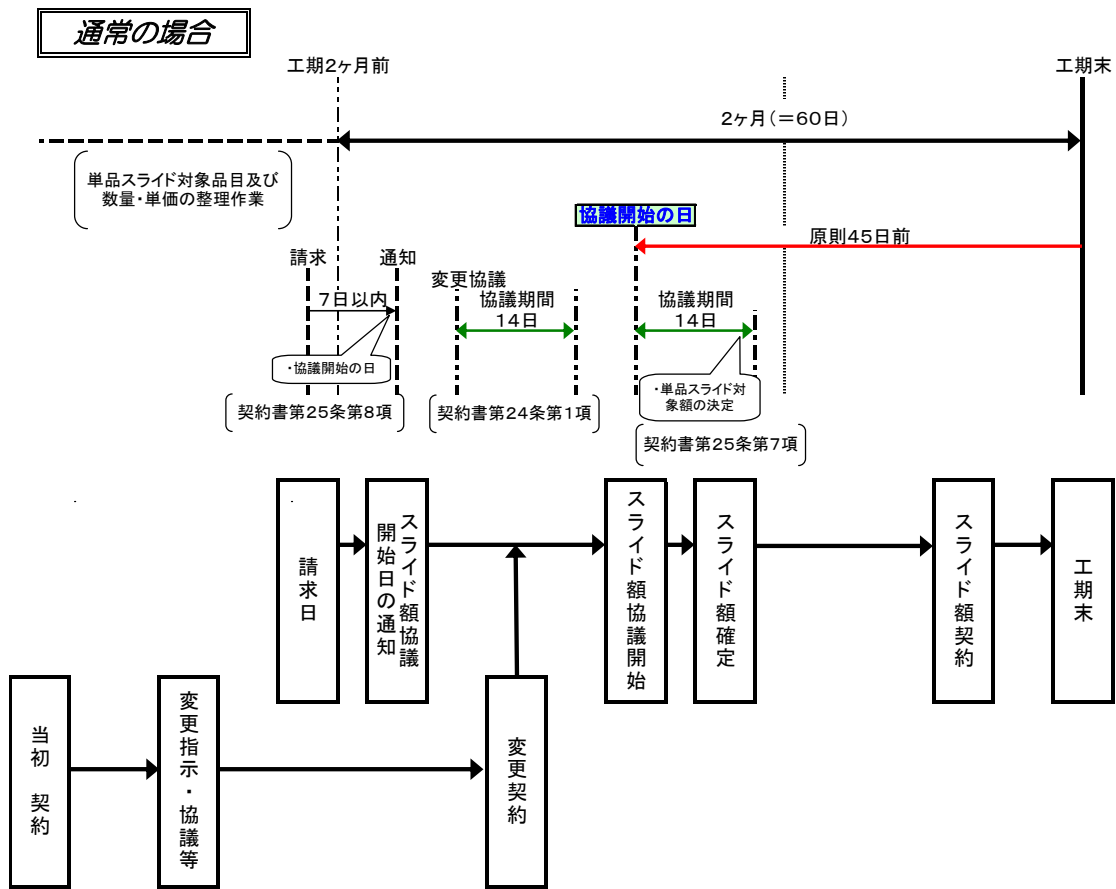 通常の場合
工期2ヶ月前
工期末
2ヶ月(=60日)
単品スライド対象品目及び
数量・単価の整理作業
協議開始の日
原則45日前
請求
通知
7日以内
変更協議
協議期間
14日
協議期間
14日
・協議開始の日
・単品スライド対
象額の決定
契約書第25条第8項
契約書第24条第1項
契約書第25条第7項
請求日
スライド額協議
開始日の通知
スライド額協議開始
スライド額確定
スライド額契約
工期末
当初 契約
変更指示・協議等
変更契約